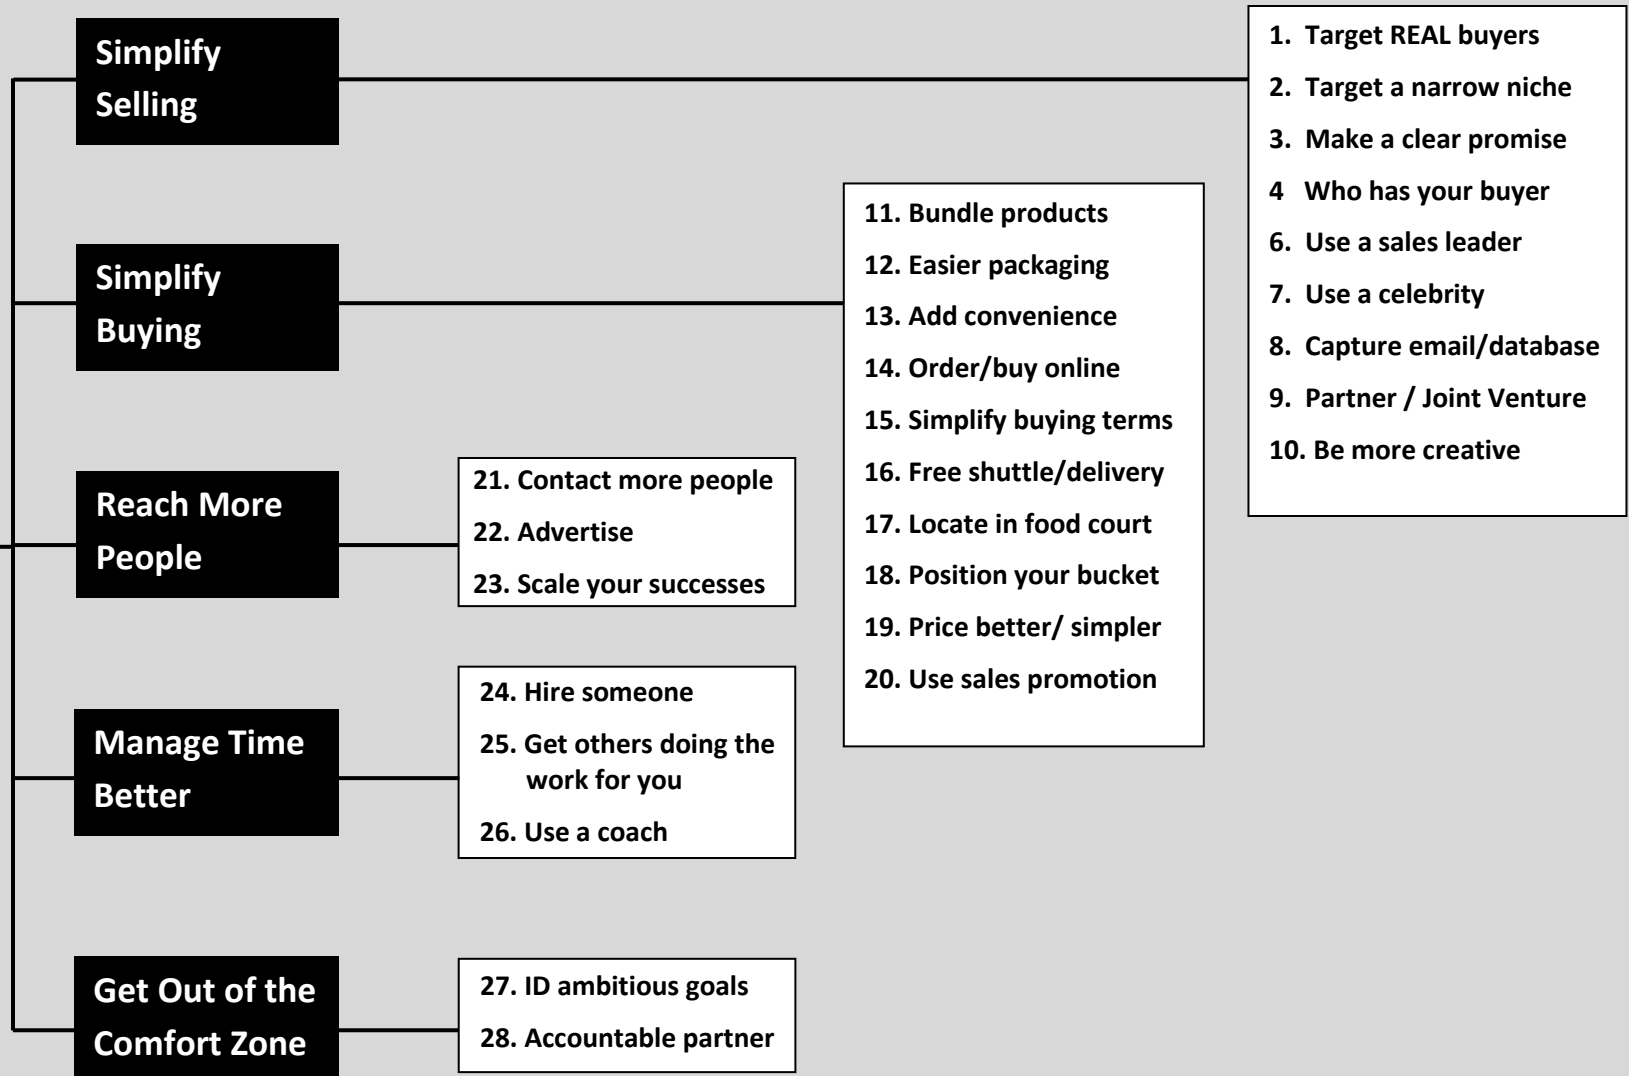 Simplify
Selling
1. Target REAL buyers
2. Target a narrow niche
3. Make a clear promise
4 Who has your buyer
6. Use a sales leader
7. Use a celebrity
8. Capture email/database
9. Partner / Joint Venture
10. Be more creative
Simplify
Buying
11. Bundle products
12. Easier packaging
13. Add convenience
14. Order/buy online
15. Simplify buying terms
16. Free shuttle/delivery
17. Locate in food court
18. Position your bucket
19. Price better/ simpler
20. Use sales promotion
Reach More
People
21. Contact more people
22. Advertise
23. Scale your successes
Manage Time
Better
24. Hire someone
25. Get others doing the
work for you
26. Use a coach
Get Out of the
Comfort Zone
27. ID ambitious goals
28. Accountable partner